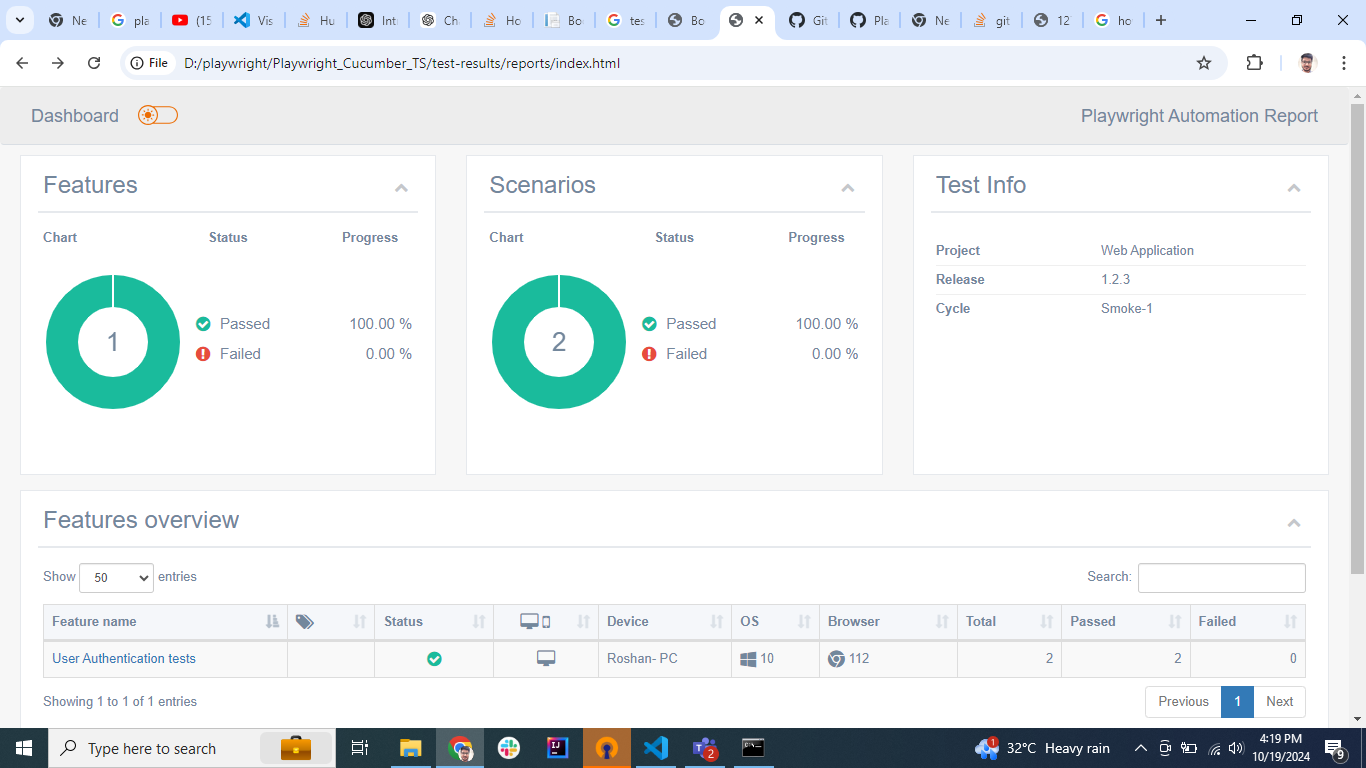 Ne
pla
(15
Vis
Hu
Int
Ch
Ho
Bo
tes
Bo
Git
Pla
Ne
git
12
ho
File
D:/playwright/Playwright_Cucumber_TS/test-results/reports/index.html
Dashboard
Playwright Automation Report
Features
Chart Status Progress
1
Passed 100.00 %
Failed 0.00 %
Scenarios
Chart Status Progress
2
Passed 100.00 %
Failed 0.00 %
Test Info
Project Web Application
Release 1.2.3
Cycle Smoke-1
Features overview
Show 50 entries
Search:
Feature name Status Device OS Browser Total Passed Failed
User Authentication tests Roshan- PC 10 112 2 2 0
Showing 1 to 1 of 1 entries
Previous 1 Next
Type here to search
2
1
32°C Heavy rain
4:19 PM
10/19/2024
9